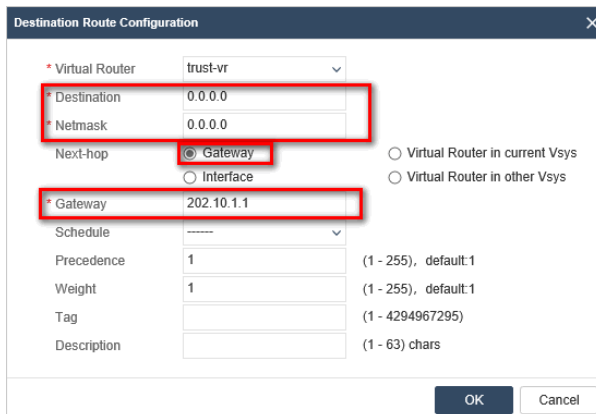 Destination Route Configuration
* Virtual Router trust-vr
* Destination 0.0.0.0
* Netmask 0.0.0.0
Next-hop Gateway Virtual Router in current Vsys
Interface Virtual Router in other Vsys
* Gateway 202.10.1.1
Schedule ------
Precedence 1 (1 - 255), default:1
Weight 1 (1 - 255), default:1
Tag (1 - 4294967295)
Description (1 - 63) chars
OK Cancel